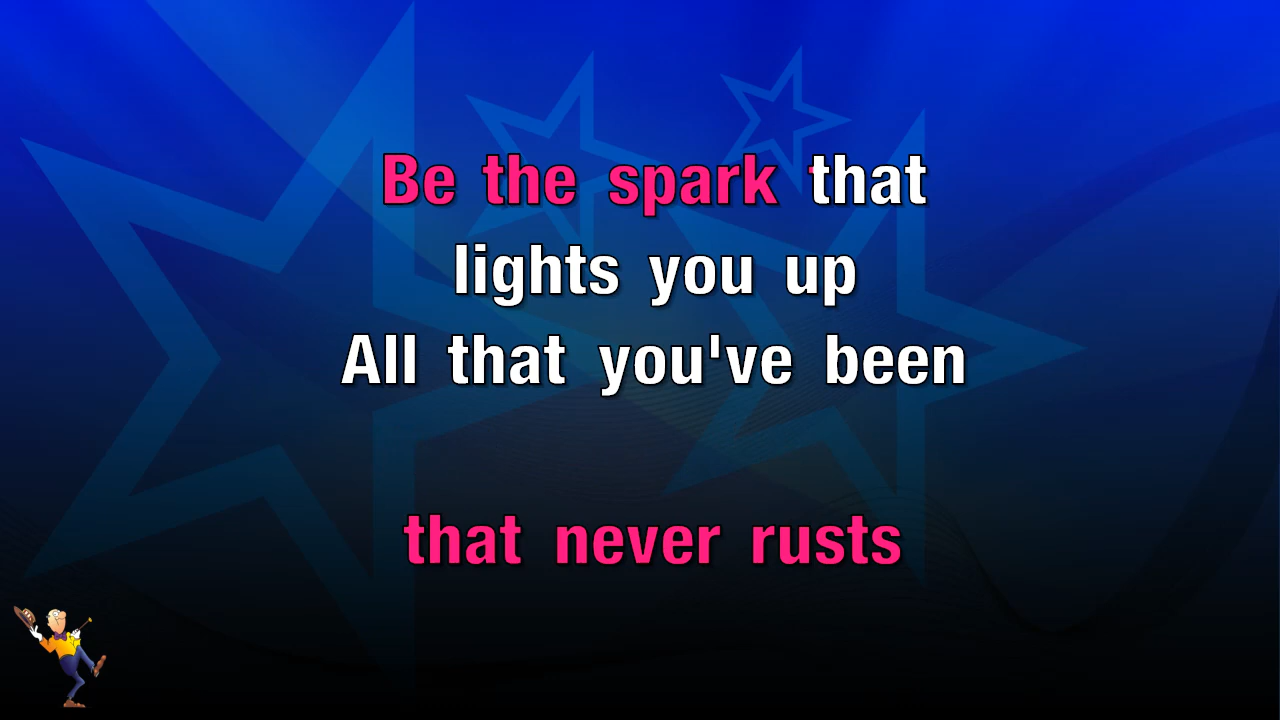 Be the spark that
lights you up
All that you've been
that never rusts